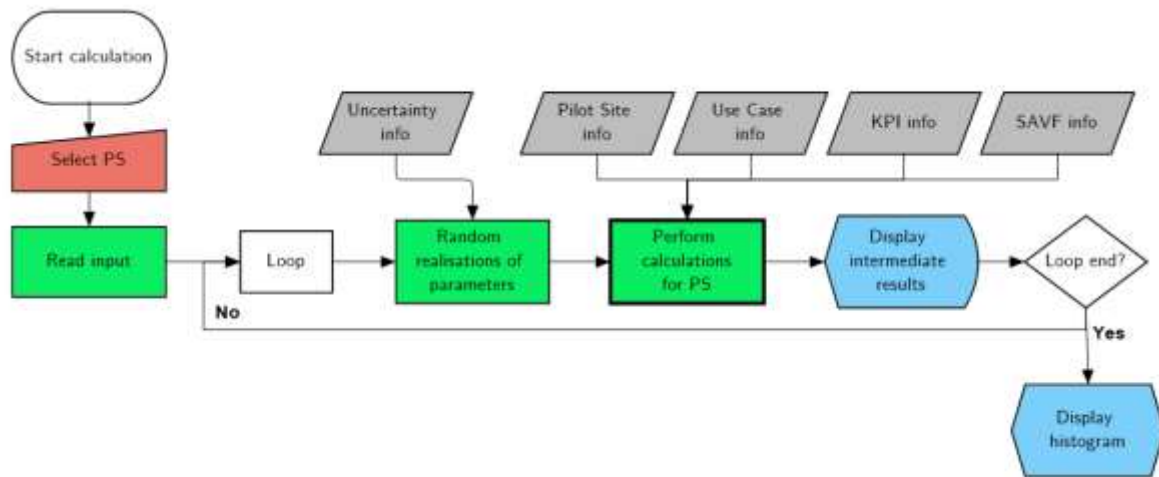 Start calculation
Uncertainty
info
Pilot Site
info
Use Case
info
KPI info
SAVF info
Select PS
Read input
Loop
Random
realisations of
parameters
Perform
calculations
for PS
Display
intermediate
results
Loop end?
No
Yes
Display
histogram